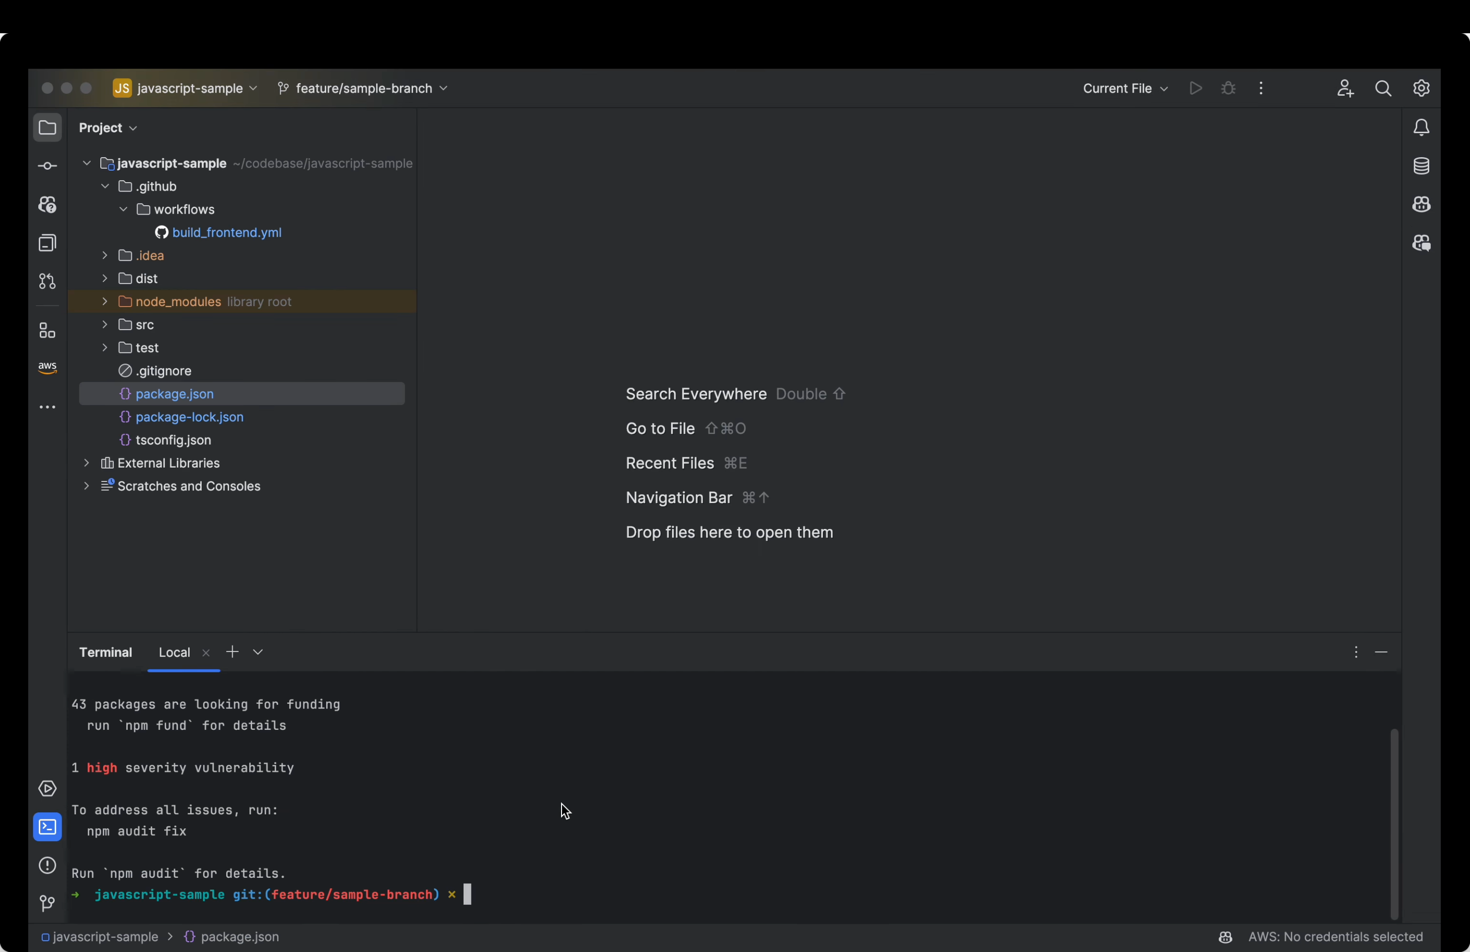 JS javascript-sample
feature/sample-branch
Current File
Project
javascript-sample ~/codebase/javascript-sample
.github
workflows
build_frontend.yml
.idea
dist
node_modules library root
src
test
.gitignore
{} package.json
{} package-lock.json
{} tsconfig.json
External Libraries
Scratches and Consoles
aws
Search Everywhere Double ⇧
Go to File ⇧⌘O
Recent Files ⌘E
Navigation Bar ⌘↑
Drop files here to open them
Terminal
Local
43 packages are looking for funding
run `npm fund` for details
1 high severity vulnerability
To address all issues, run:
npm audit fix
Run `npm audit` for details.
➜ javascript-sample git:(feature/sample-branch) ✗
javascript-sample > {} package.json
AWS: No credentials selected